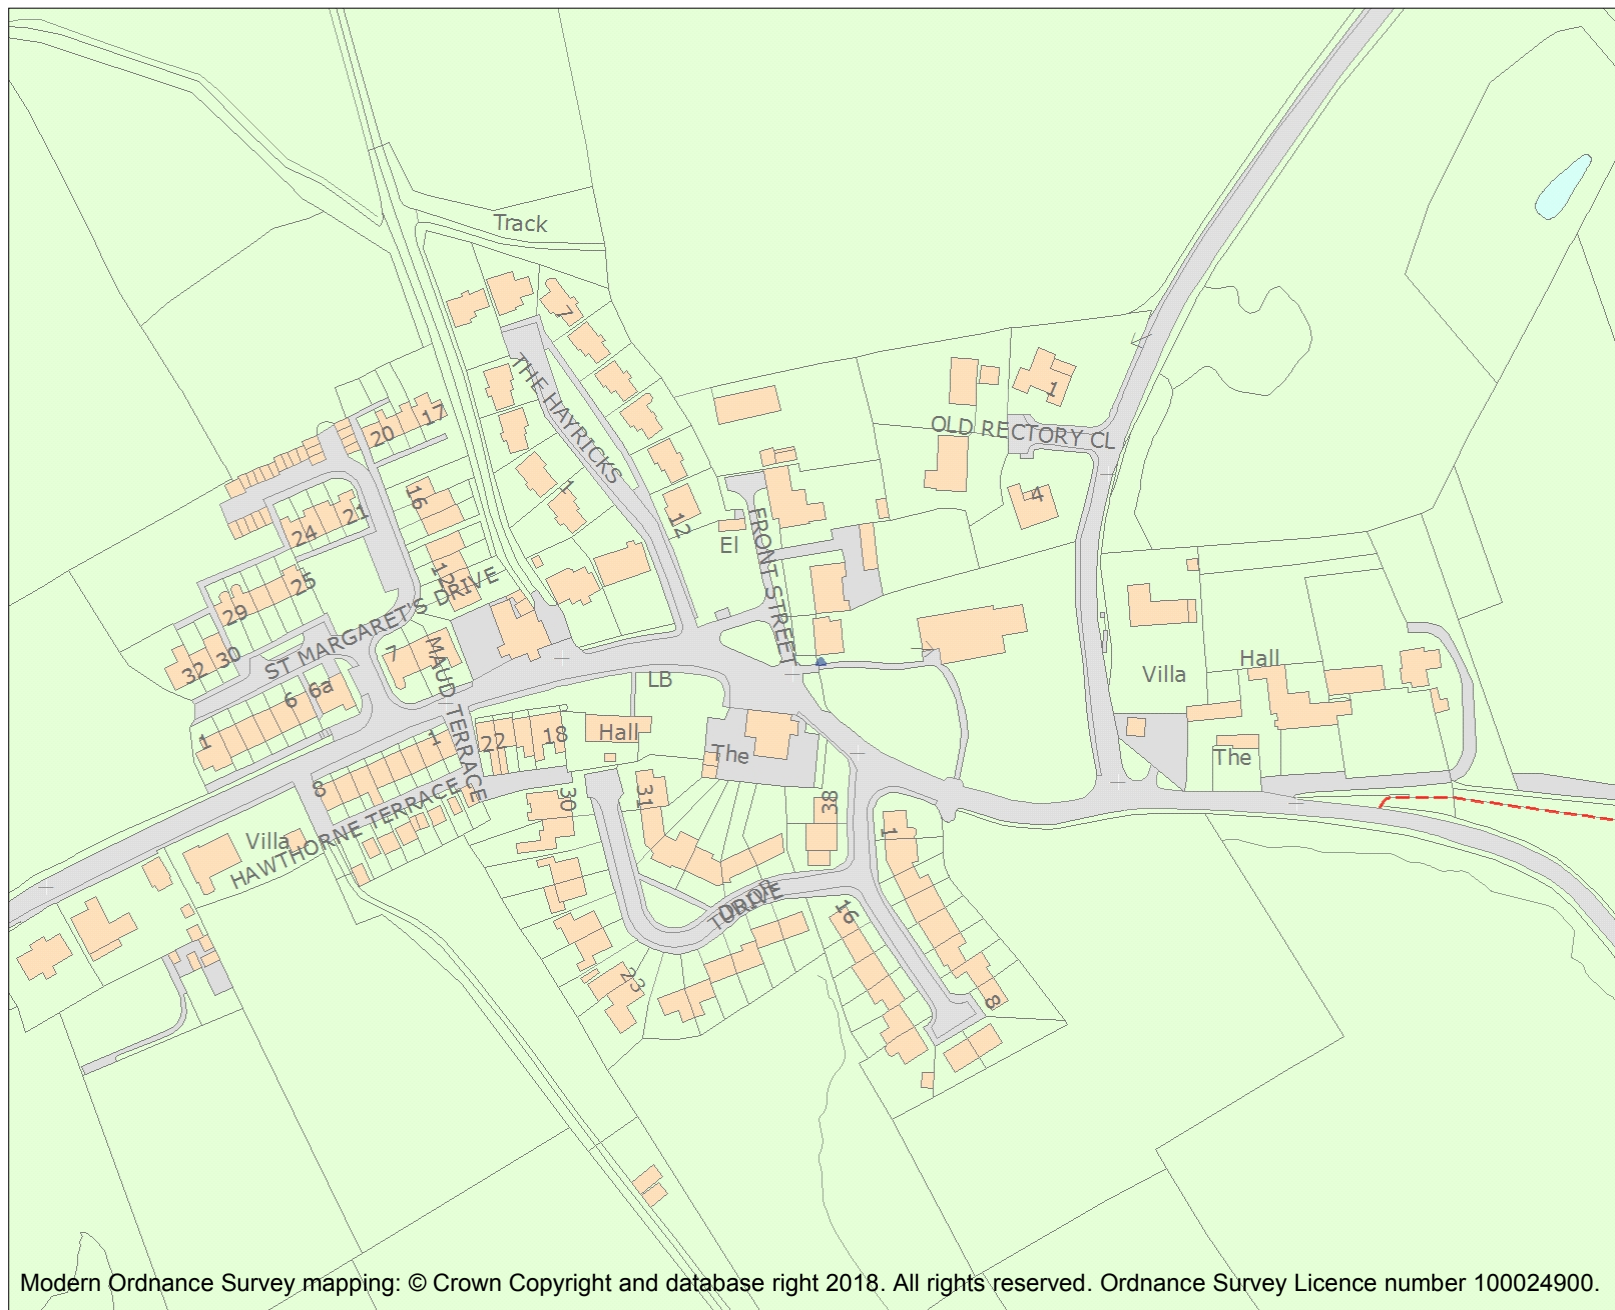 Track
7
THE HAYRICKS
1
12
17
20
16
21
24
25
12
29
30
32
ST MARGARET'S DRIVE
7
6a
6
1
MAUD TERRACE
1
8
HAWTHORNE TERRACE
Villa
22
18
Hall
LB
The
El
FRONT STREET
OLD RECTORY CL
1
4
Villa
Hall
The
30
31
38
1
TUDOR
DRIVE
16
23
8
Modern Ordnance Survey mapping: © Crown Copyright and database right 2018. All rights reserved. Ordnance Survey Licence number 100024900.